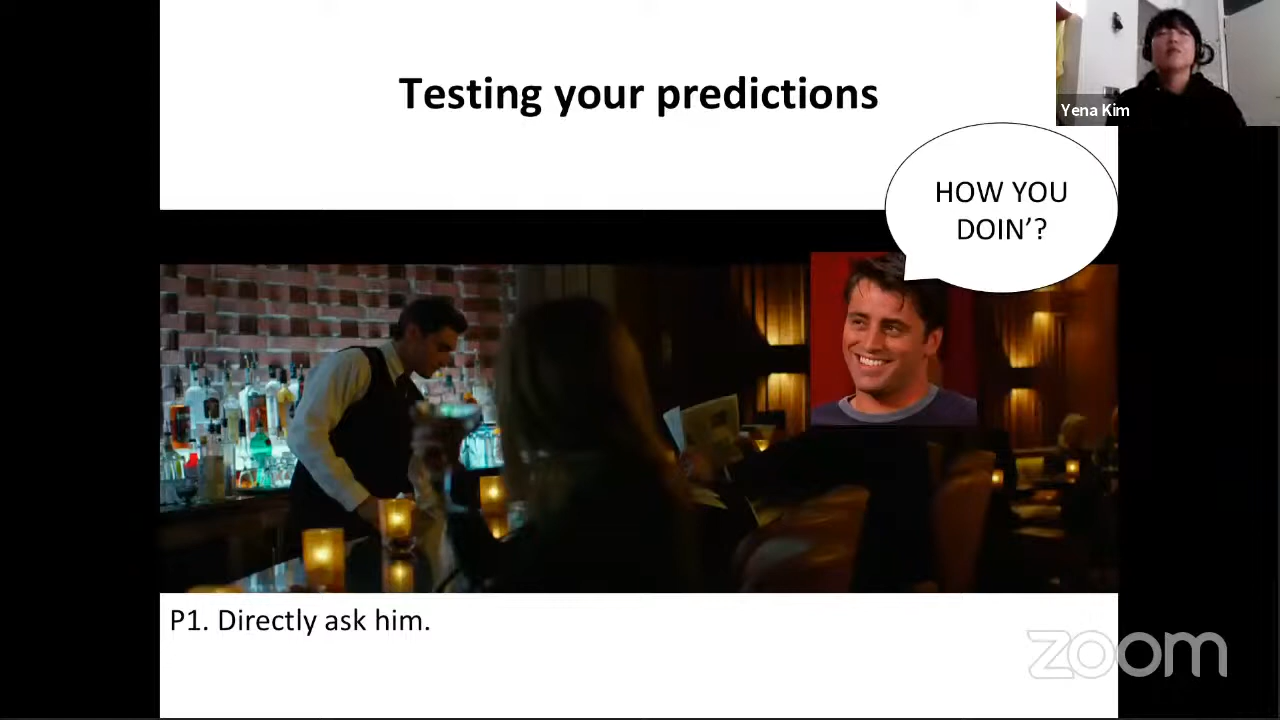 Testing your predictions
Yena Kim
HOW YOU
DOIN’?
P1. Directly ask him.
zoom